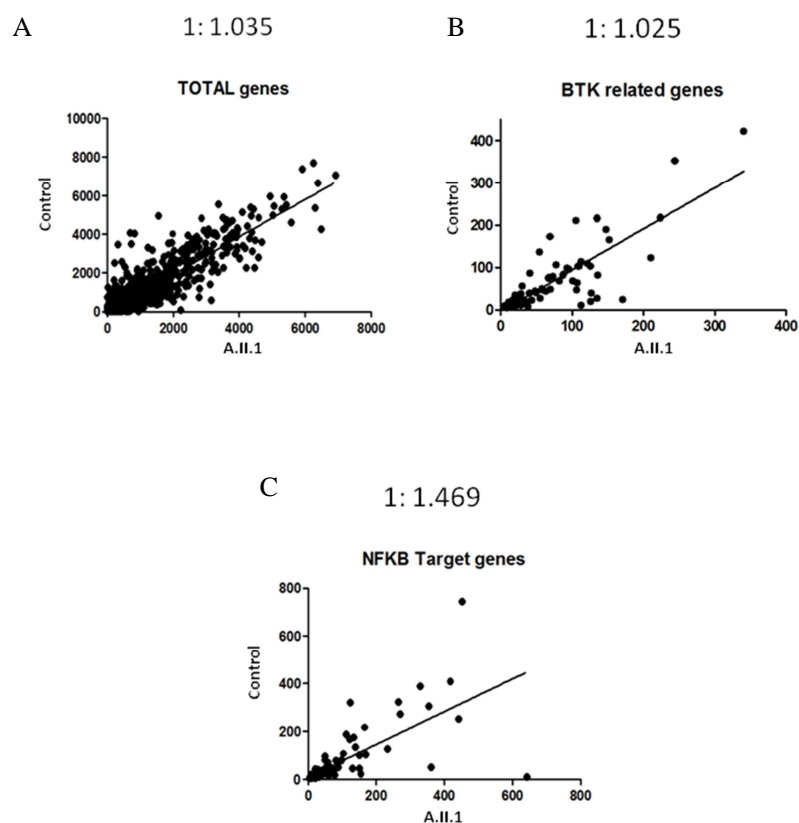 A
1: 1.035
TOTAL genes
10000
8000
6000
4000
2000
0
Control
0 2000 4000 6000 8000
A.II.1
B
1: 1.025
BTK related genes
400
300
200
100
0
Control
0 100 200 300 400
A.II.1
C
1: 1.469
NFKB Target genes
800
600
400
200
0
Control
0 200 400 600 800
A.II.1